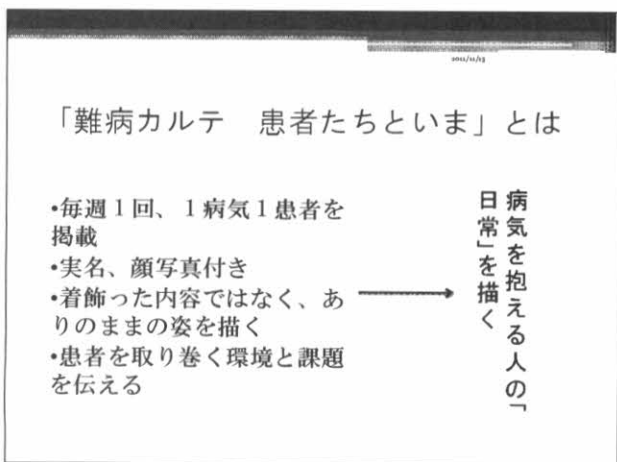 「難病カルテ　患者たちといま」とは
•毎週1回、1病気1患者を
掲載
•実名、顔写真付き
•着飾った内容ではなく、あ
りのままの姿を描く
•患者を取り巻く環境と課題
を伝える
病気を抱える人の「
日常」を描く